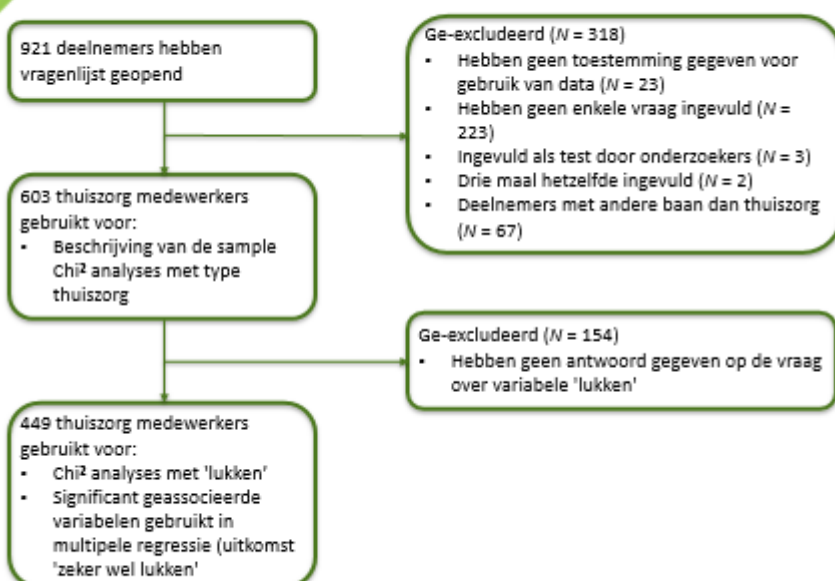 921 deelnemers hebben
vragenlijst geopend
Ge-excludeerd (N = 318)
▪ Hebben geen toestemming gegeven voor
gebruik van data (N = 23)
▪ Hebben geen enkele vraag ingevuld (N =
223)
▪ Ingevuld als test door onderzoekers (N = 3)
▪ Drie maal hetzelfde ingevuld (N = 2)
▪ Deelnemers met andere baan dan thuiszorg
(N = 67)
603 thuiszorg medewerkers
gebruikt voor:
▪ Beschrijving van de sample
Chi² analyses met type
thuiszorg
Ge-excludeerd (N = 154)
▪ Hebben geen antwoord gegeven op de vraag
over variabele 'lukken'
449 thuiszorg medewerkers
gebruikt voor:
▪ Chi² analyses met 'lukken'
▪ Significant geassocieerde
variabelen gebruikt in
multipele regressie (uitkomst
'zeker wel lukken'